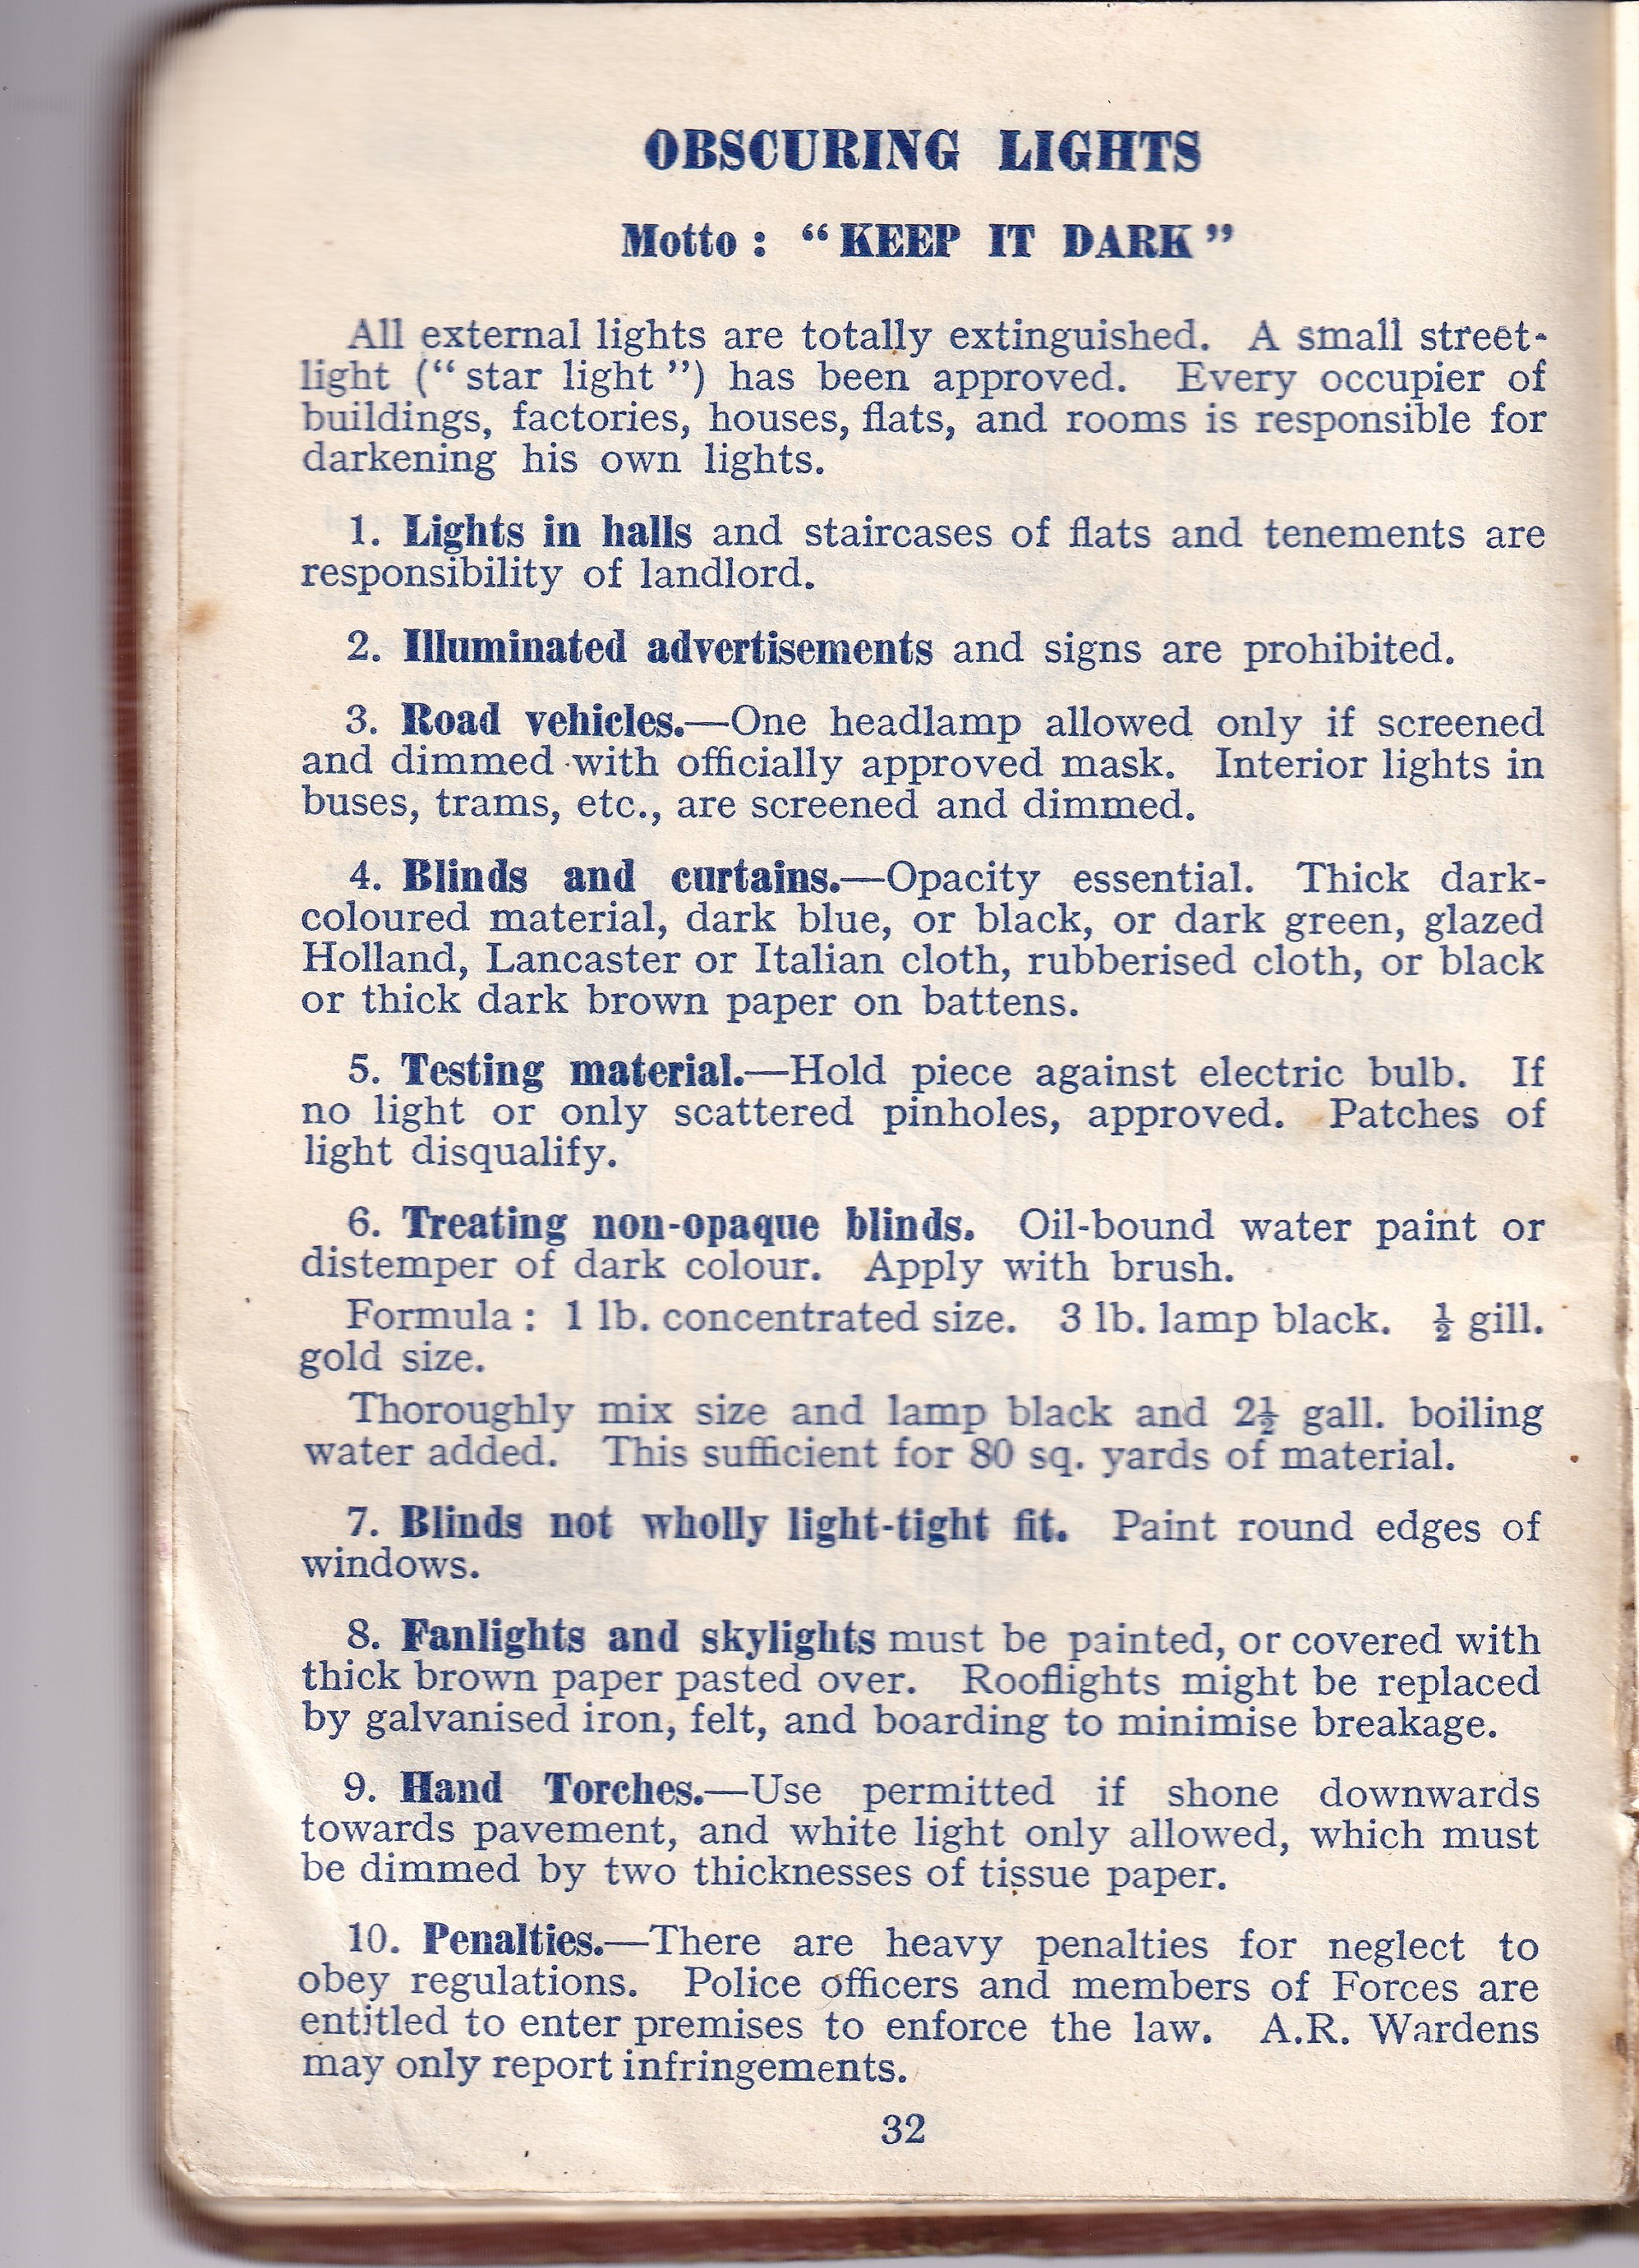 OBSCURING LIGHTS
Motto : “ KEEP IT DARK ”
All external lights are totally extinguished. A small street-
light (“ star light ”) has been approved. Every occupier of
buildings, factories, houses, flats, and rooms is responsible for
darkening his own lights.
1. Lights in halls and staircases of flats and tenements are
responsibility of landlord.
2. Illuminated advertisements and signs are prohibited.
3. Road vehicles.—One headlamp allowed only if screened
and dimmed with officially approved mask. Interior lights in
buses, trams, etc., are screened and dimmed.
4. Blinds and curtains.—Opacity essential. Thick dark-
coloured material, dark blue, or black, or dark green, glazed
Holland, Lancaster or Italian cloth, rubberised cloth, or black
or thick dark brown paper on battens.
5. Testing material.—Hold piece against electric bulb. If
no light or only scattered pinholes, approved. Patches of
light disqualify.
6. Treating non-opaque blinds. Oil-bound water paint or
distemper of dark colour. Apply with brush.
Formula : 1 lb. concentrated size. 3 lb. lamp black. ½ gill.
gold size.
Thoroughly mix size and lamp black and 2½ gall. boiling
water added. This sufficient for 80 sq. yards of material.
7. Blinds not wholly light-tight fit. Paint round edges of
windows.
8. Fanlights and skylights must be painted, or covered with
thick brown paper pasted over. Rooflights might be replaced
by galvanised iron, felt, and boarding to minimise breakage.
9. Hand Torches.—Use permitted if shone downwards
towards pavement, and white light only allowed, which must
be dimmed by two thicknesses of tissue paper.
10. Penalties.—There are heavy penalties for neglect to
obey regulations. Police officers and members of Forces are
entitled to enter premises to enforce the law. A.R. Wardens
may only report infringements.
32